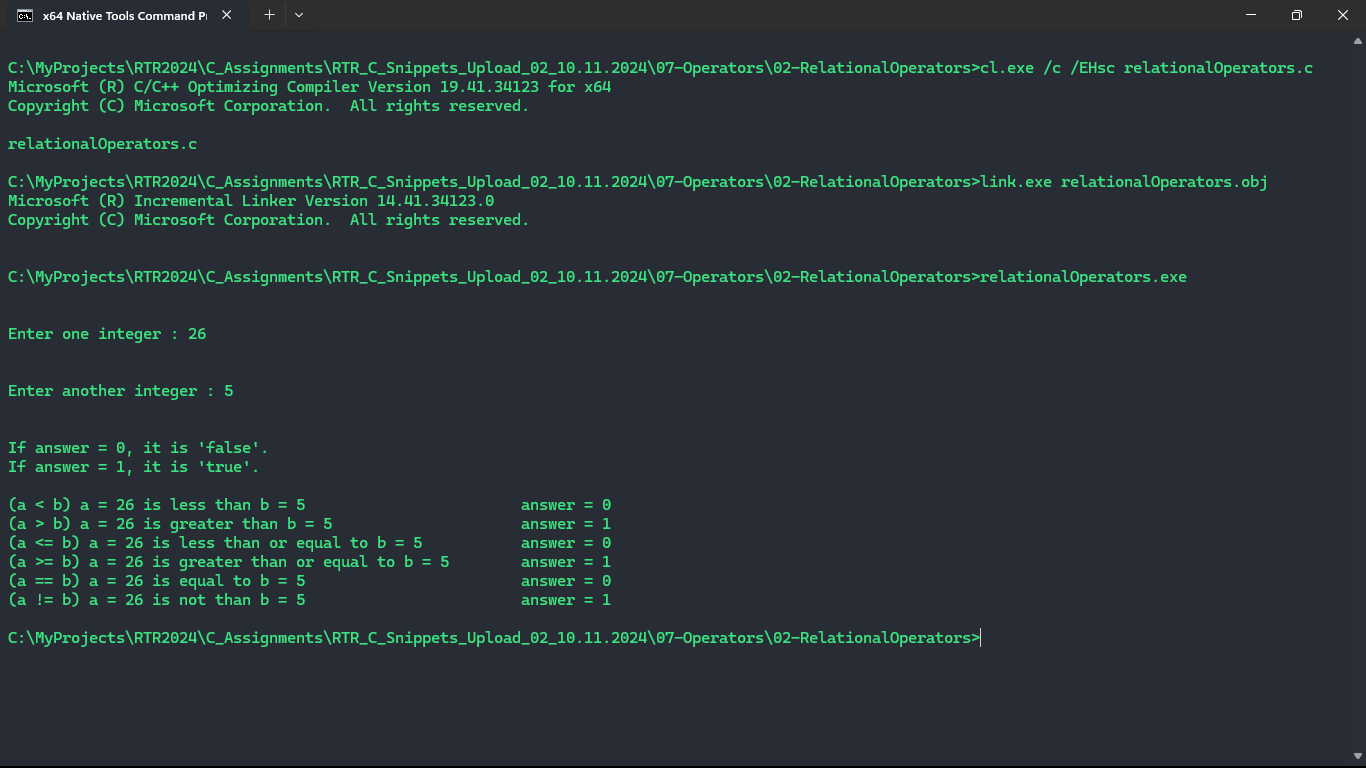 x64 Native Tools Command P
C:\MyProjects\RTR2024\C_Assignments\RTR_C_Snippets_Upload_02_10.11.2024\07-Operators\02-RelationalOperators>cl.exe /c /EHsc relationalOperators.c
Microsoft (R) C/C++ Optimizing Compiler Version 19.41.34123 for x64
Copyright (C) Microsoft Corporation.  All rights reserved.
relationalOperators.c
C:\MyProjects\RTR2024\C_Assignments\RTR_C_Snippets_Upload_02_10.11.2024\07-Operators\02-RelationalOperators>link.exe relationalOperators.obj
Microsoft (R) Incremental Linker Version 14.41.34123.0
Copyright (C) Microsoft Corporation.  All rights reserved.
C:\MyProjects\RTR2024\C_Assignments\RTR_C_Snippets_Upload_02_10.11.2024\07-Operators\02-RelationalOperators>relationalOperators.exe
Enter one integer : 26
Enter another integer : 5
If answer = 0, it is 'false'.
If answer = 1, it is 'true'.
(a < b) a = 26 is less than b = 5                        answer = 0
(a > b) a = 26 is greater than b = 5                     answer = 1
(a <= b) a = 26 is less than or equal to b = 5           answer = 0
(a >= b) a = 26 is greater than or equal to b = 5        answer = 1
(a == b) a = 26 is equal to b = 5                        answer = 0
(a != b) a = 26 is not than b = 5                        answer = 1
C:\MyProjects\RTR2024\C_Assignments\RTR_C_Snippets_Upload_02_10.11.2024\07-Operators\02-RelationalOperators>